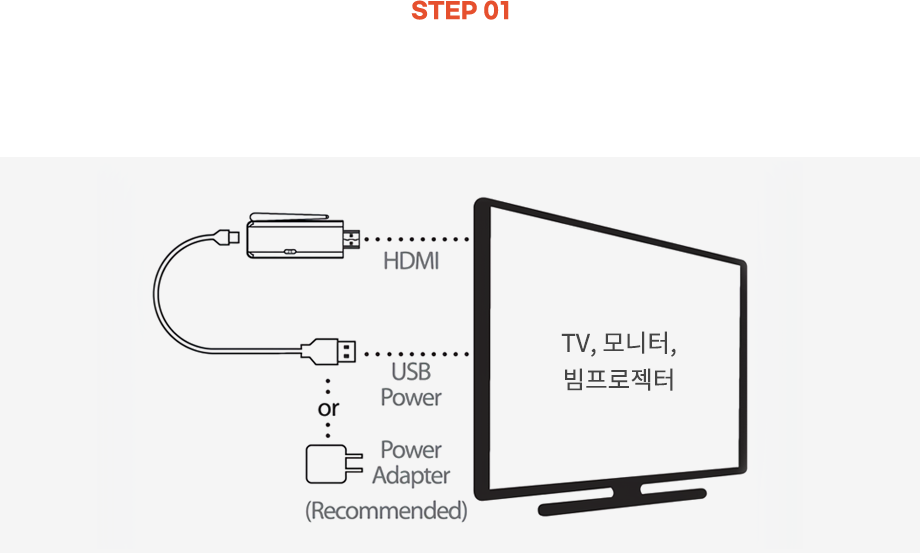 STEP 01
HDMI
TV, 모니터,
빔프로젝터
USB
Power
or
Power
Adapter
(Recommended)